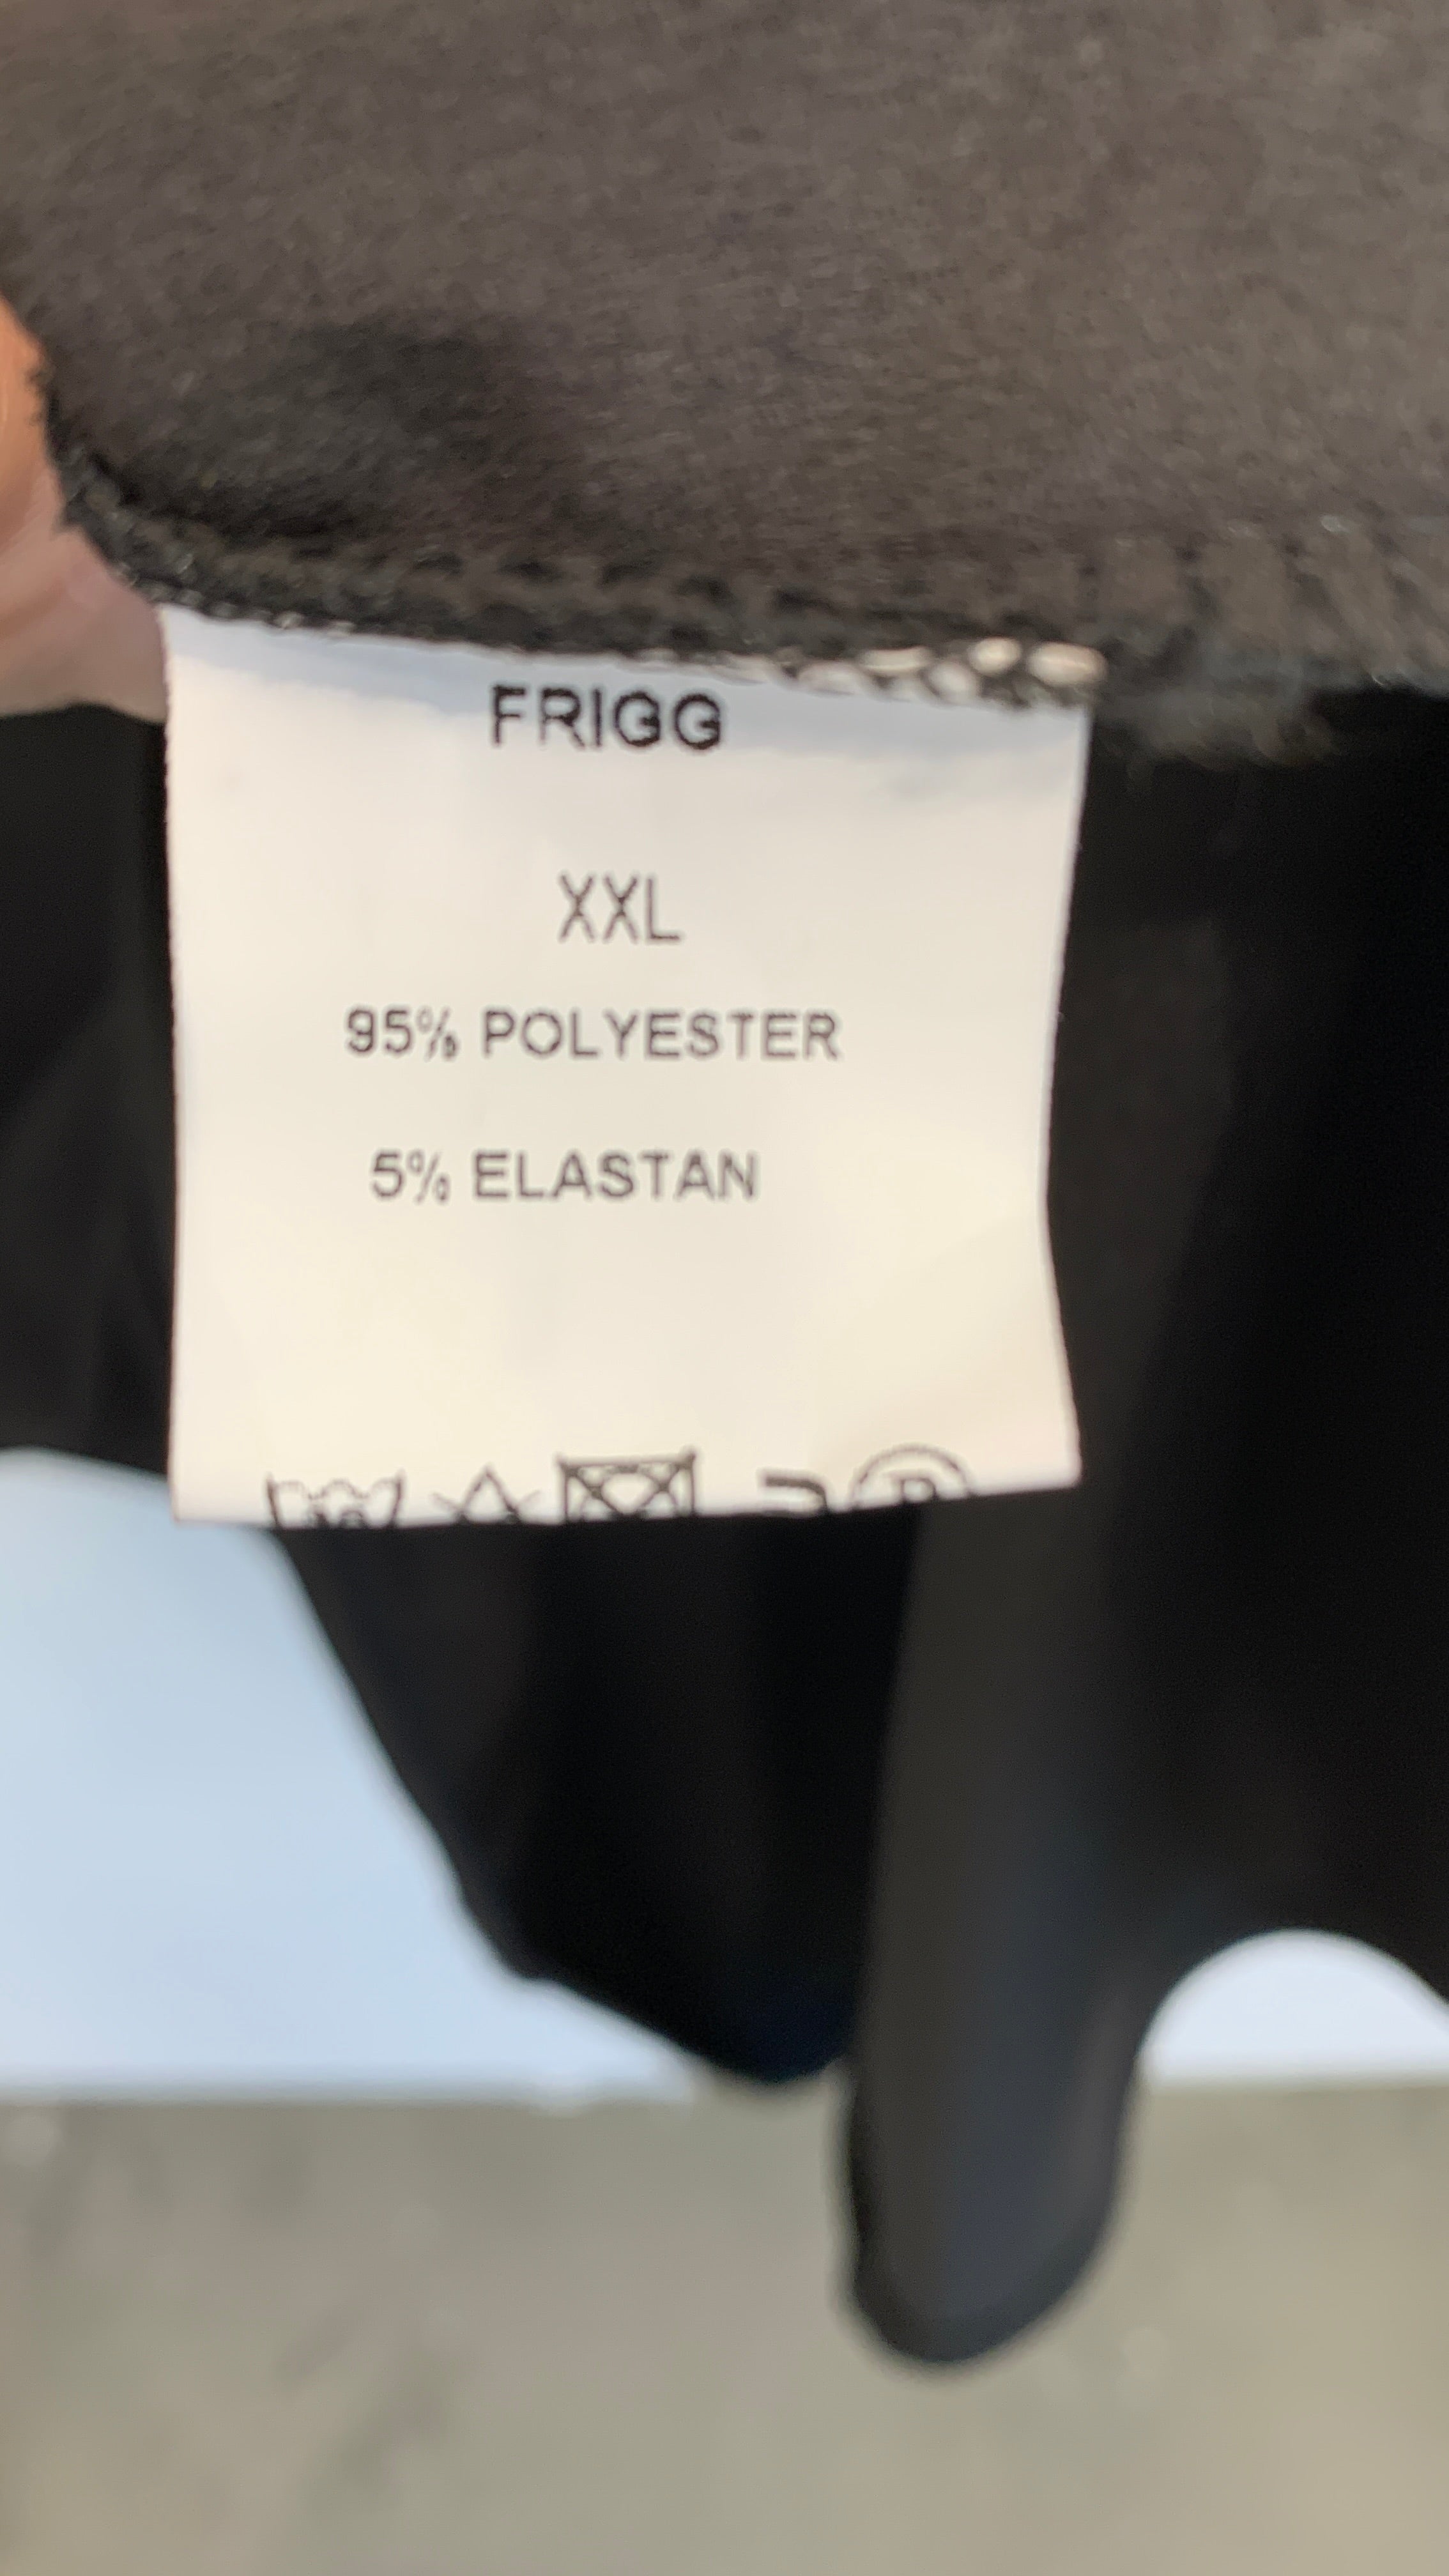 FRIGG
XXL
95% POLYESTER
5% ELASTAN